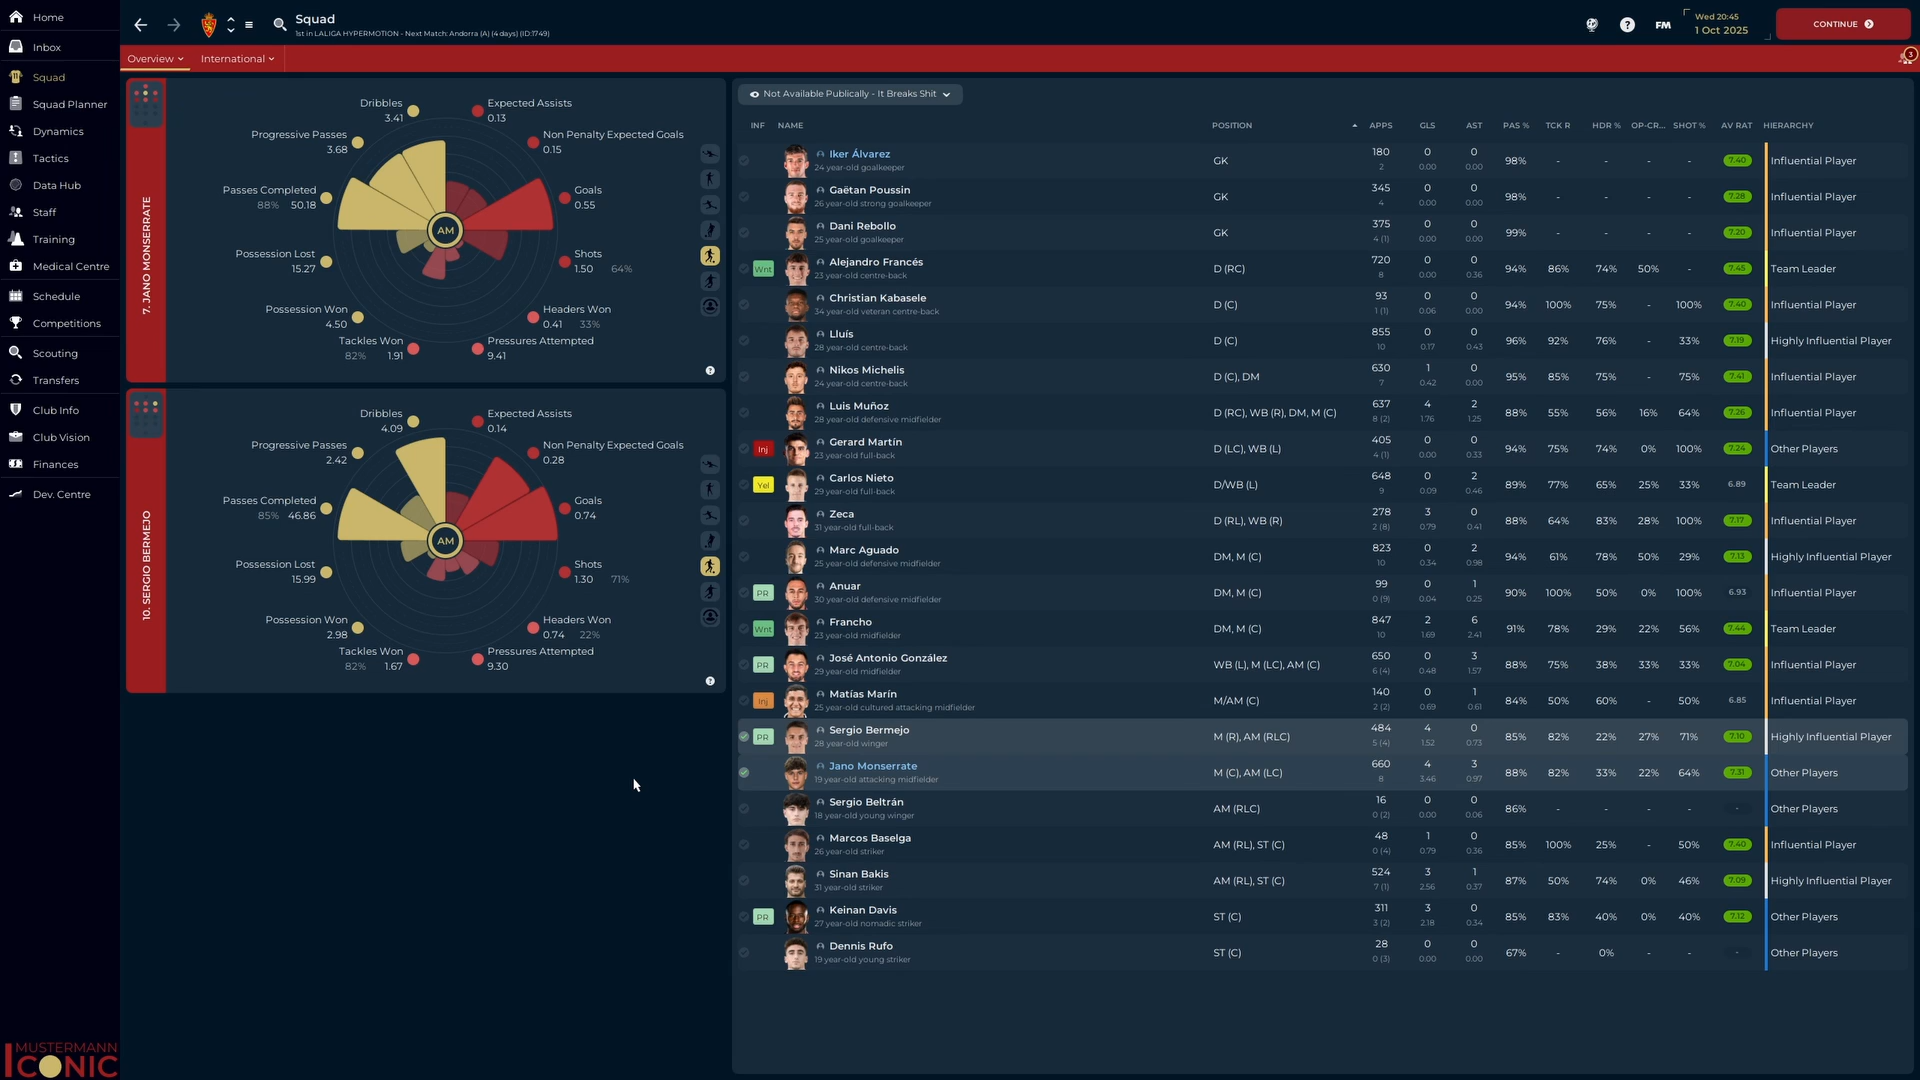 Home
Inbox
Squad
Squad Planner
Dynamics
Tactics
Data Hub
Staff
Training
Medical Centre
Schedule
Competitions
Scouting
Transfers
Club Info
Club Vision
Finances
Dev. Centre
MUSTERMANN
ICONIC
Squad
1st in LALIGA HYPERMOTION - Next Match: Andorra (A) (4 days) (ID:1749)
FM
Wed 20:45
1 Oct 2025
CONTINUE
Overview
International
3
7. JANO MONSERRATE
Dribbles
3.41
Expected Assists
0.13
Progressive Passes
3.68
Non Penalty Expected Goals
0.15
Passes Completed
88% 50.18
Goals
0.55
AM
Possession Lost
15.27
Shots
1.50 64%
Possession Won
4.50
Headers Won
0.41 33%
Tackles Won
82% 1.91
Pressures Attempted
9.41
10. SERGIO BERMEJO
Dribbles
4.09
Expected Assists
0.14
Progressive Passes
2.42
Non Penalty Expected Goals
0.28
Passes Completed
85% 46.86
Goals
0.74
AM
Possession Lost
15.99
Shots
1.30 71%
Possession Won
2.98
Headers Won
0.74 22%
Tackles Won
82% 1.67
Pressures Attempted
9.30
Not Available Publically - It Breaks Shit
INF NAME POSITION APPS GLS AST PAS % TCK R HDR % OP-CR... SHOT % AV RAT HIERARCHY
Iker Álvarez GK 180 0 0 98% - - - - 7.40 Influential Player
24 year-old goalkeeper 2 0.00 0.00
Gaëtan Poussin GK 345 0 0 98% - - - - 7.28 Influential Player
26 year-old strong goalkeeper 4 0.00 0.00
Dani Rebollo GK 375 0 0 99% - - - - 7.20 Influential Player
25 year-old goalkeeper 4 (1) 0.00 0.00
Wnt Alejandro Francés D (RC) 720 0 0 94% 86% 74% 50% - 7.45 Team Leader
23 year-old centre-back 8 0.00 0.36
Christian Kabasele D (C) 93 0 0 94% 100% 75% - 100% 7.40 Influential Player
34 year-old veteran centre-back 1 (1) 0.06 0.00
Lluís D (C) 855 0 0 96% 92% 76% - 33% 7.19 Highly Influential Player
28 year-old centre-back 10 0.17 0.43
Nikos Michelis D (C), DM 630 1 0 95% 85% 75% - 75% 7.41 Influential Player
24 year-old centre-back 7 0.42 0.00
Luis Muñoz D (RC), WB (R), DM, M (C) 637 4 2 88% 55% 56% 16% 64% 7.26 Influential Player
28 year-old defensive midfielder 8 (2) 1.76 1.25
Inj Gerard Martín D (LC), WB (L) 405 0 0 94% 75% 74% 0% 100% 7.24 Other Players
23 year-old full-back 4 (1) 0.00 0.33
Yel Carlos Nieto D/WB (L) 648 0 2 89% 77% 65% 25% 33% 6.89 Team Leader
29 year-old full-back 9 0.09 0.46
Zeca D (RL), WB (R) 278 3 0 88% 64% 83% 28% 100% 7.17 Influential Player
31 year-old full-back 2 (8) 0.79 0.41
Marc Aguado DM, M (C) 823 0 2 94% 61% 78% 50% 29% 7.13 Highly Influential Player
25 year-old defensive midfielder 10 0.34 0.98
PR Anuar DM, M (C) 99 0 1 90% 100% 50% 0% 100% 6.93 Influential Player
30 year-old defensive midfielder 0 (9) 0.04 0.25
Wnt Francho DM, M (C) 847 2 6 91% 78% 29% 22% 56% 7.44 Team Leader
23 year-old midfielder 10 1.69 2.41
PR José Antonio González WB (L), M (LC), AM (C) 650 0 3 88% 75% 38% 33% 33% 7.04 Influential Player
29 year-old midfielder 6 (4) 0.48 1.57
Inj Matías Marín M/AM (C) 140 0 1 84% 50% 60% - 50% 6.85 Influential Player
25 year-old cultured attacking midfielder 2 (2) 0.69 0.61
PR Sergio Bermejo M (R), AM (RLC) 484 4 0 85% 82% 22% 27% 71% 7.10 Highly Influential Player
28 year-old winger 5 (4) 1.52 0.73
Jano Monserrate M (C), AM (LC) 660 4 3 88% 82% 33% 22% 64% 7.31 Other Players
19 year-old attacking midfielder 8 3.46 0.97
Sergio Beltrán AM (RLC) 16 0 0 86% - - - - - Other Players
18 year-old young winger 0 (2) 0.00 0.06
Marcos Baselga AM (RL), ST (C) 48 1 0 85% 100% 25% - 50% 7.40 Influential Player
26 year-old striker 0 (4) 0.79 0.36
Sinan Bakis AM (RL), ST (C) 524 3 1 87% 50% 74% 0% 46% 7.09 Highly Influential Player
31 year-old striker 7 (1) 2.56 0.37
PR Keinan Davis ST (C) 311 3 0 85% 83% 40% 0% 40% 7.12 Other Players
27 year-old nomadic striker 3 (2) 2.18 0.34
Dennis Rufo ST (C) 28 0 0 67% - 0% - - - Other Players
19 year-old young striker 0 (3) 0.00 0.00